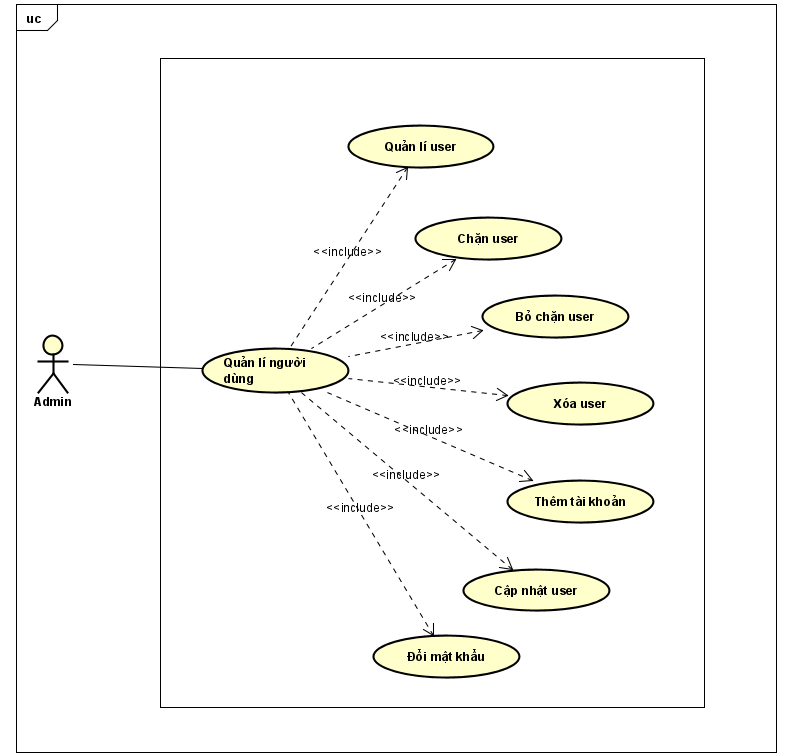 uc
Quản lí user
Chặn user
<<include>>
<<include>>
Bỏ chặn user
<<include>>
Quản lí người
dùng
<<include>>
Admin
Xóa user
<<include>>
<<include>>
Thêm tài khoản
<<include>>
Cập nhật user
Đổi mật khẩu